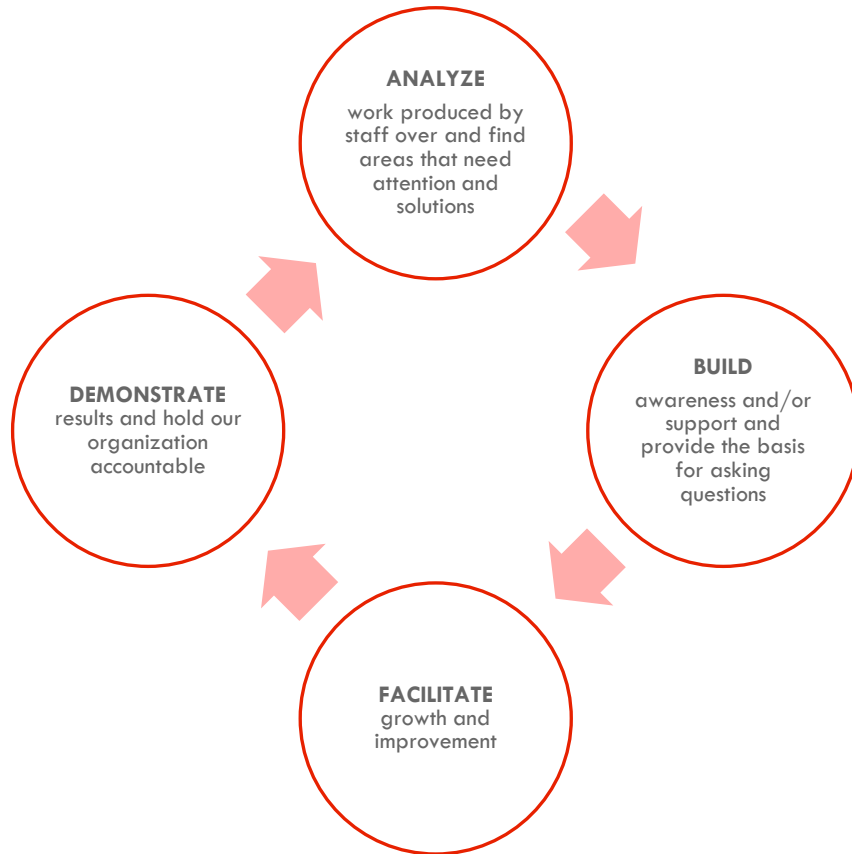 ANALYZE
work produced by
staff over and find
areas that need
attention and
solutions
BUILD
awareness and/or
support and
provide the basis
for asking
questions
FACILITATE
growth and
improvement
DEMONSTRATE
results and hold our
organization
accountable